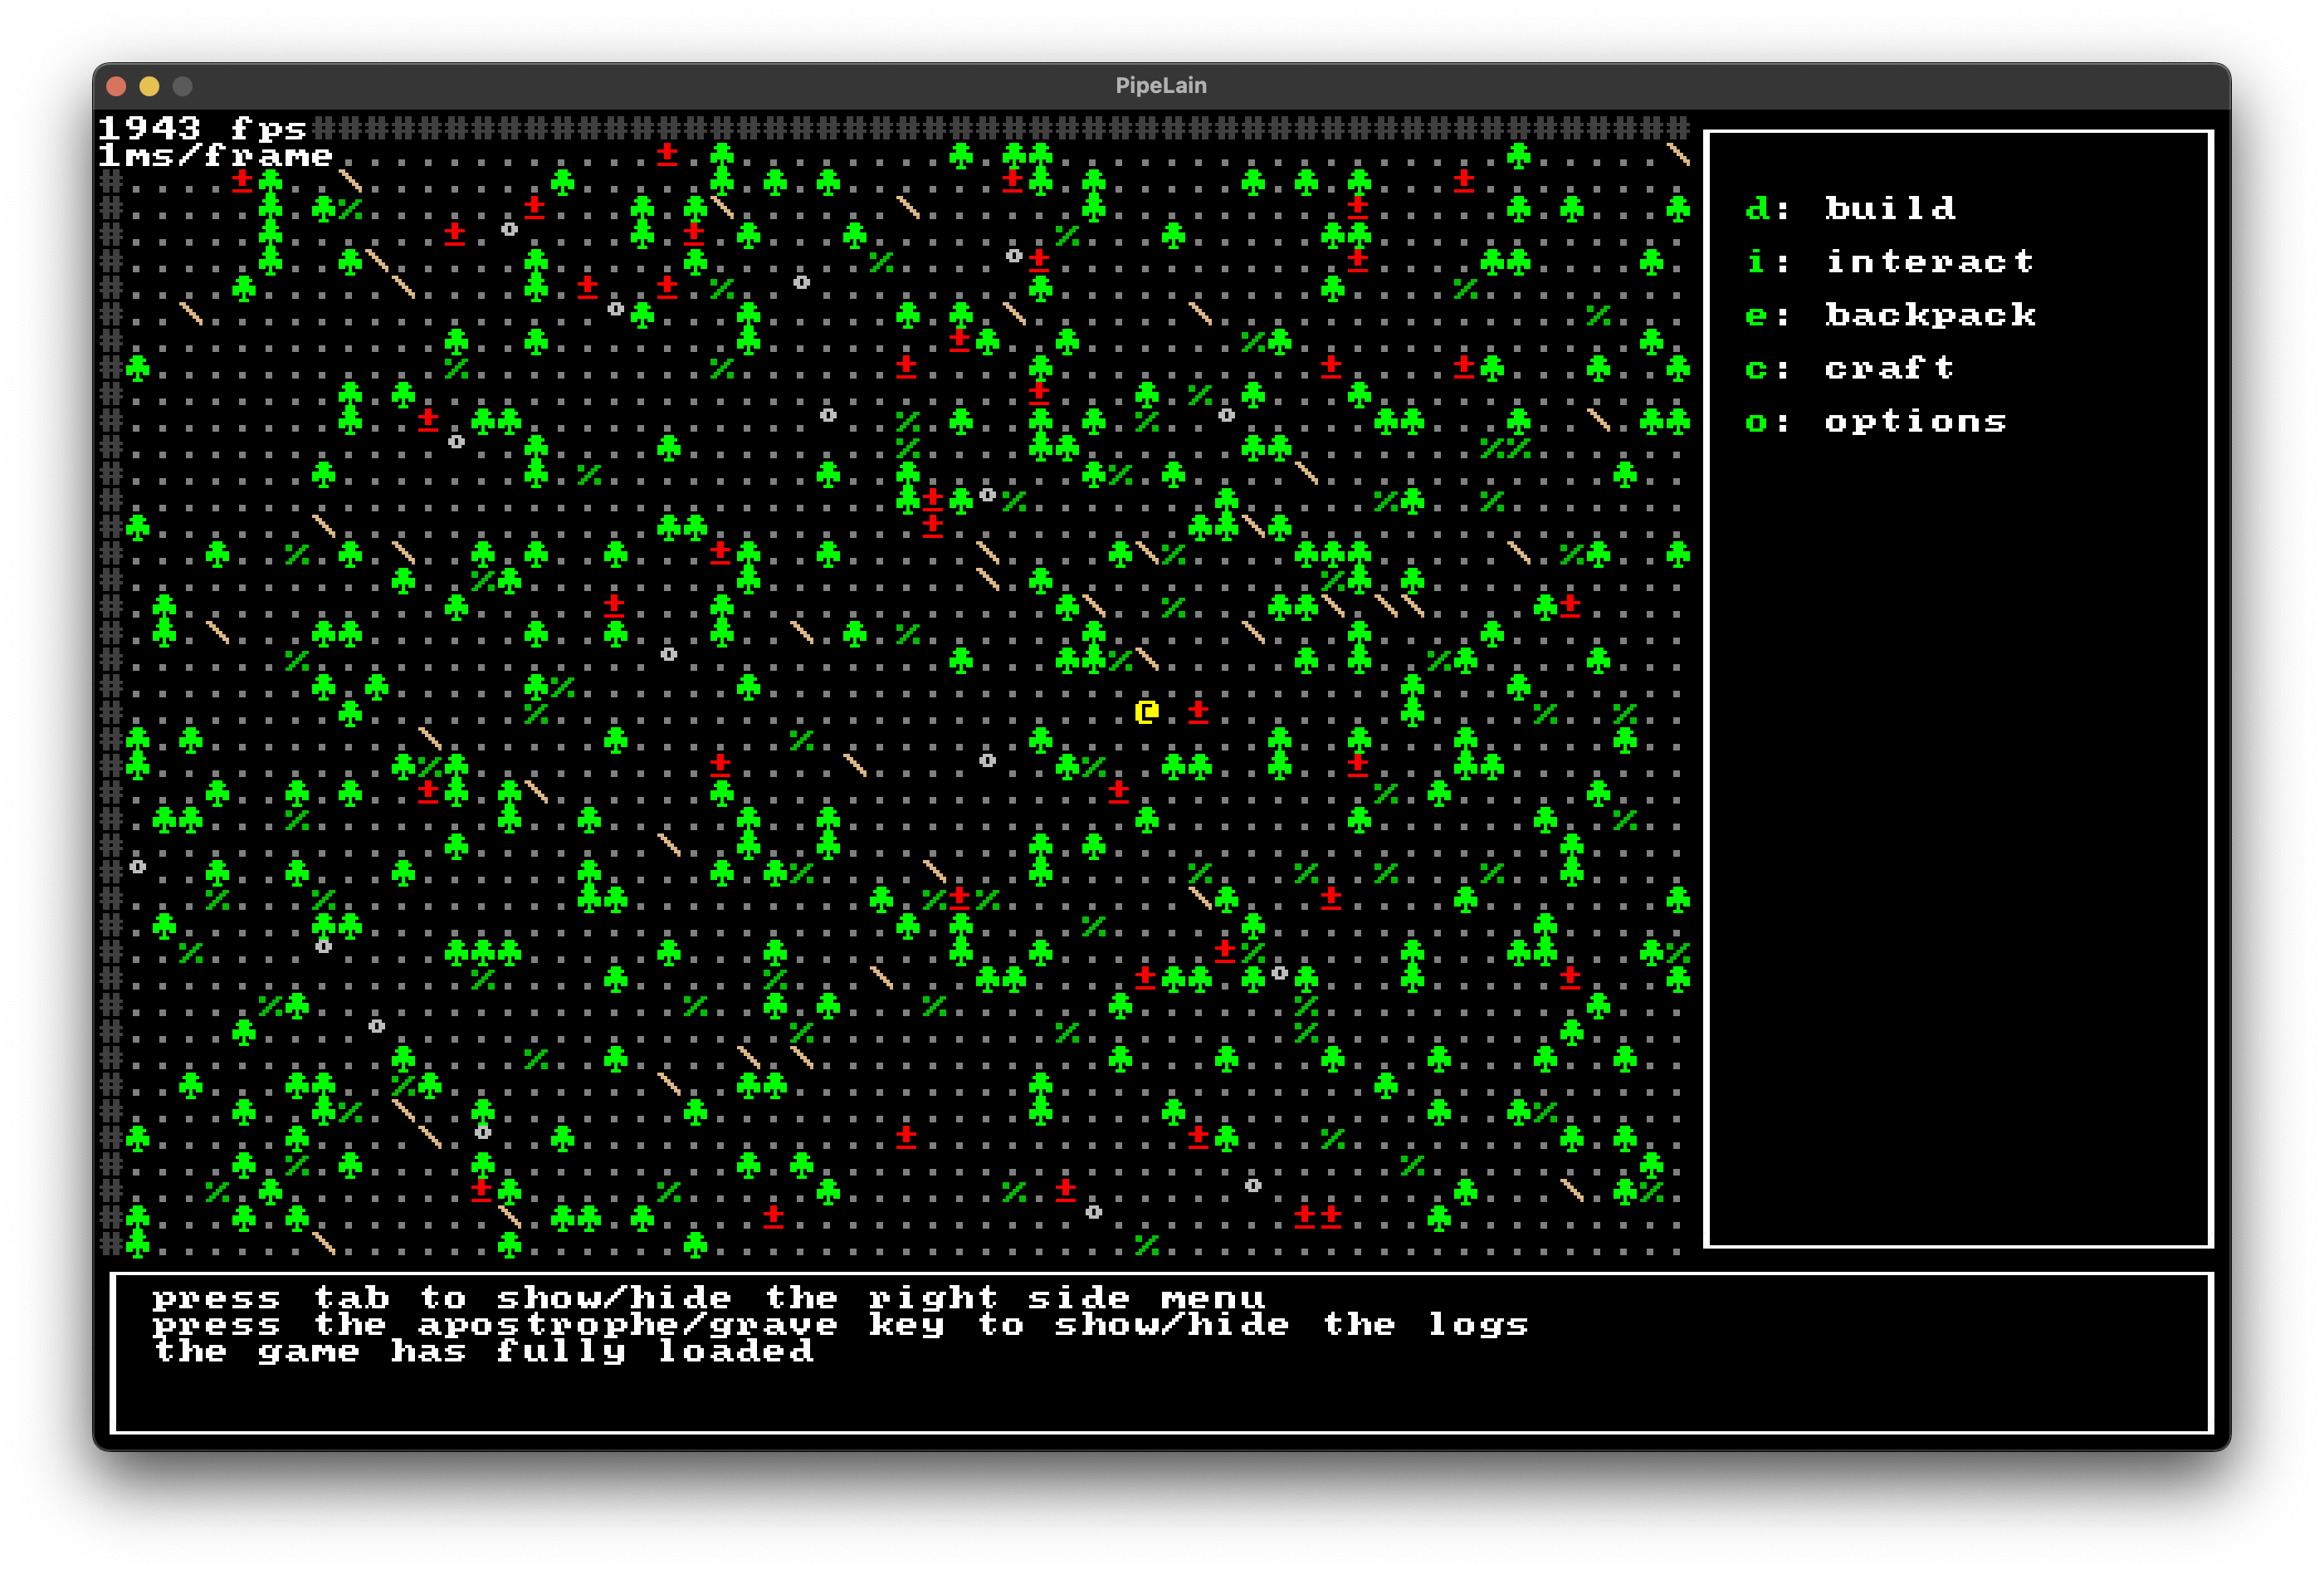 PipeLain
1943 fps
1ms/frame
d: build
i: interact
e: backpack
c: craft
o: options
press tab to show/hide the right side menu
press the apostrophe/grave key to show/hide the logs
the game has fully loaded